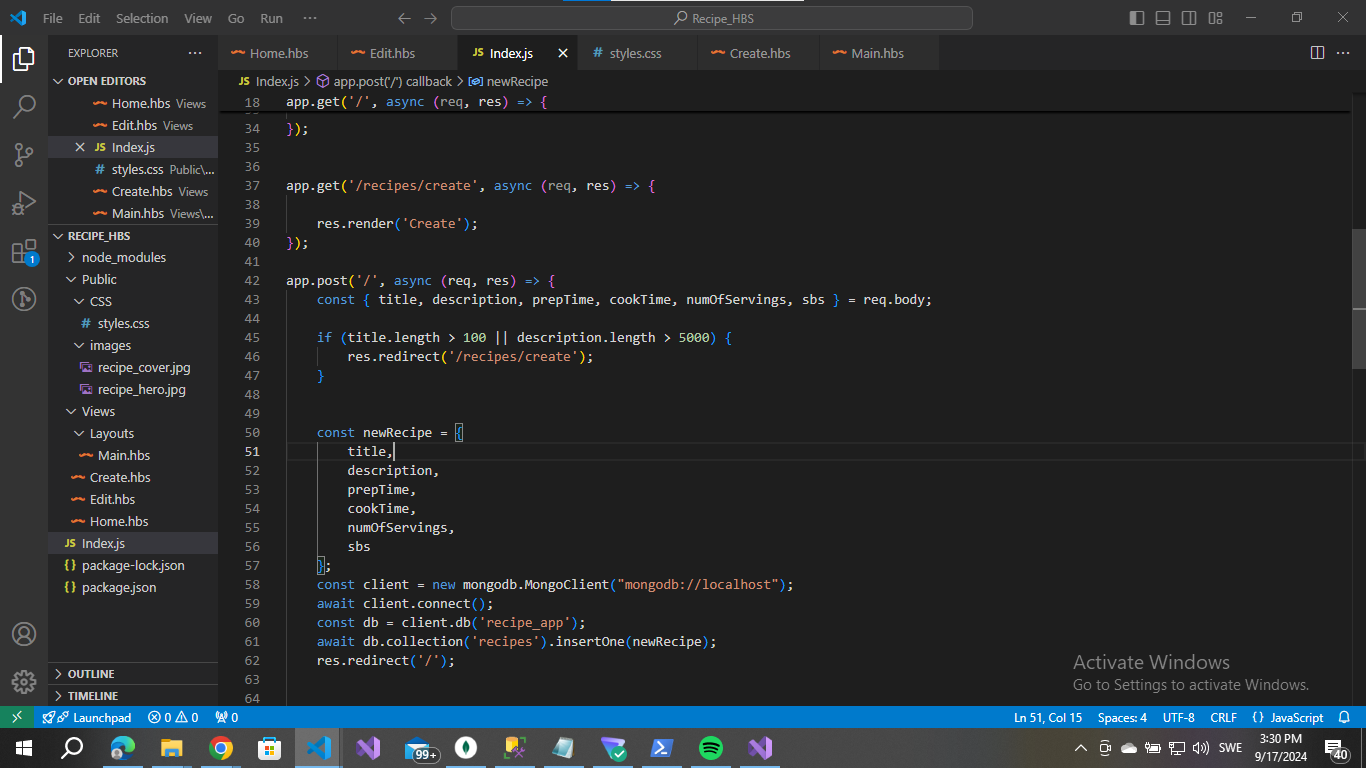 File Edit Selection View Go Run ··· Recipe_HBS
EXPLORER ···
OPEN EDITORS
Home.hbs Views
Edit.hbs Views
JS Index.js
# styles.css Public\...
Create.hbs Views
Main.hbs Views\...
RECIPE_HBS
node_modules
Public
CSS
# styles.css
images
recipe_cover.jpg
recipe_hero.jpg
Views
Layouts
Main.hbs
Create.hbs
Edit.hbs
Home.hbs
JS Index.js
{} package-lock.json
{} package.json
OUTLINE
TIMELINE
1
Home.hbs Edit.hbs JS Index.js # styles.css Create.hbs Main.hbs ···
JS Index.js > app.post('/') callback > newRecipe
18 app.get('/', async (req, res) => {
34 });
35
36
37 app.get('/recipes/create', async (req, res) => {
38
39 res.render('Create');
40 });
41
42 app.post('/', async (req, res) => {
43 const { title, description, prepTime, cookTime, numOfServings, sbs } = req.body;
44
45 if (title.length > 100 || description.length > 5000) {
46 res.redirect('/recipes/create');
47 }
48
49
50 const newRecipe = {
51 title,
52 description,
53 prepTime,
54 cookTime,
55 numOfServings,
56 sbs
57 };
58 const client = new mongodb.MongoClient("mongodb://localhost");
59 await client.connect();
60 const db = client.db('recipe_app');
61 await db.collection('recipes').insertOne(newRecipe);
62 res.redirect('/');
63
64
Activate Windows
Go to Settings to activate Windows.
Launchpad 0 0 0 Ln 51, Col 15 Spaces: 4 UTF-8 CRLF {} JavaScript
99+ SWE 3:30 PM
9/17/2024 40